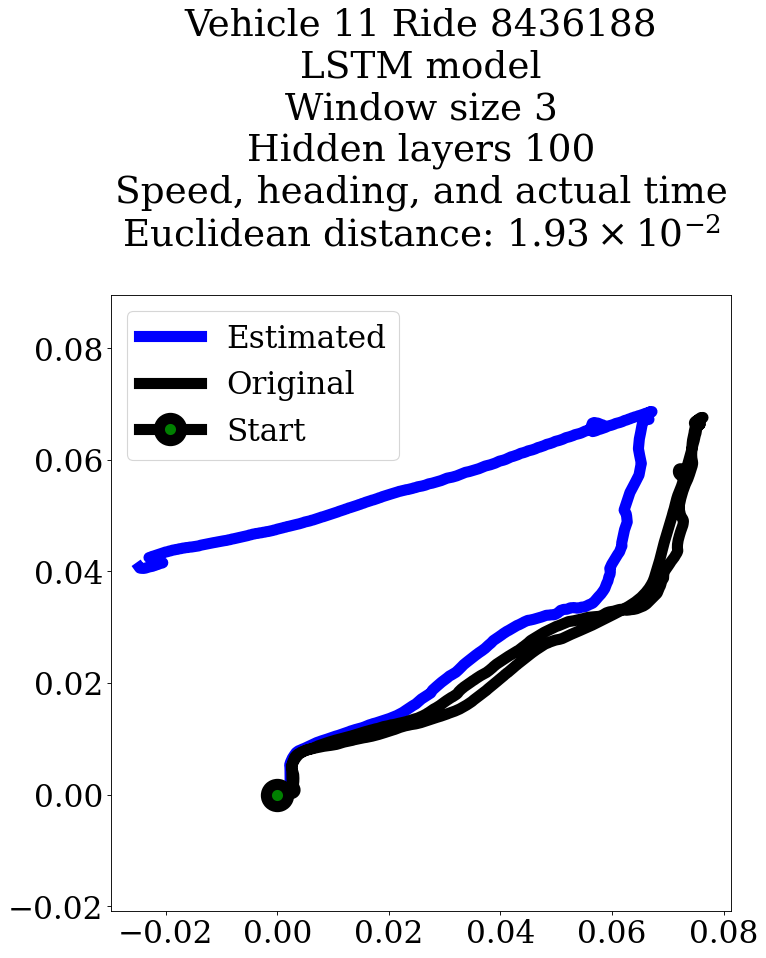 Vehicle 11 Ride 8436188
LSTM model
Window size 3
Hidden layers 100
Speed, heading, and actual time
Euclidean distance: 1.93 × 10⁻²
Estimated
Original
Start
0.08
0.06
0.04
0.02
0.00
−0.02
−0.02 0.00 0.02 0.04 0.06 0.08